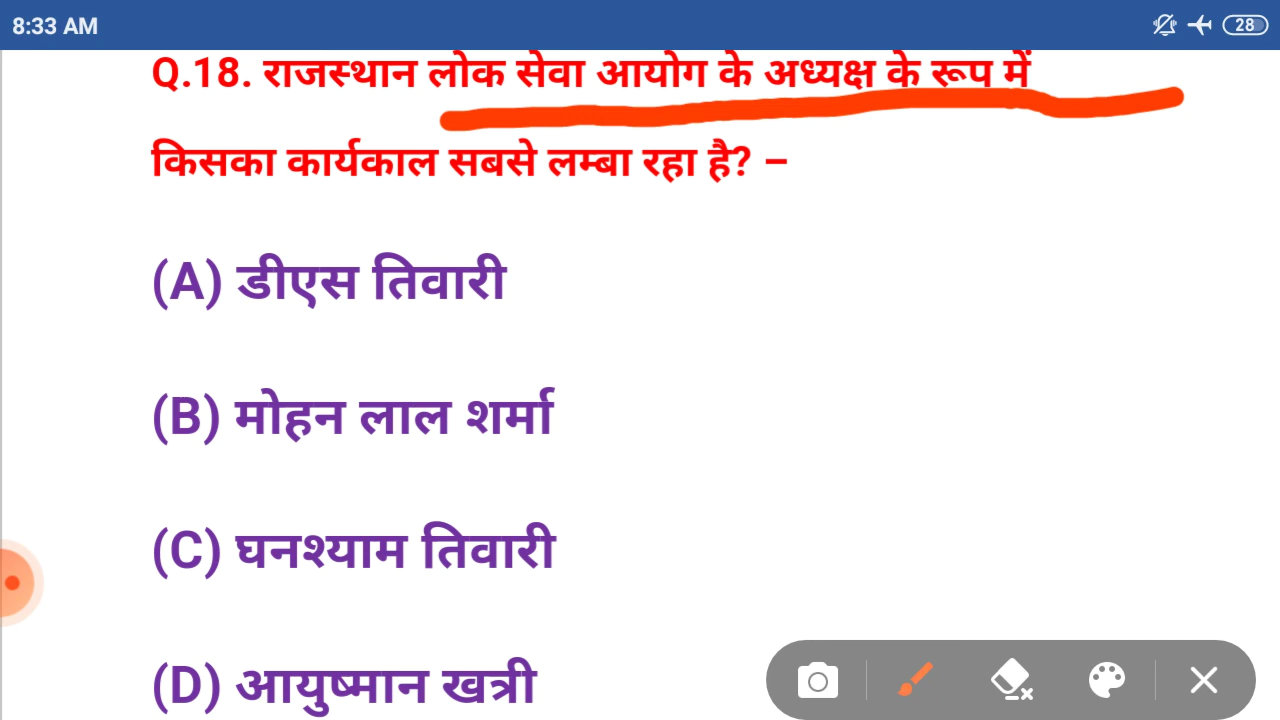 8:33 AM
28
Q.18. राजस्थान लोक सेवा आयोग के अध्यक्ष के रूप में
किसका कार्यकाल सबसे लम्बा रहा है? –
(A) डीएस तिवारी
(B) मोहन लाल शर्मा
(C) घनश्याम तिवारी
(D) आयुष्मान खत्री